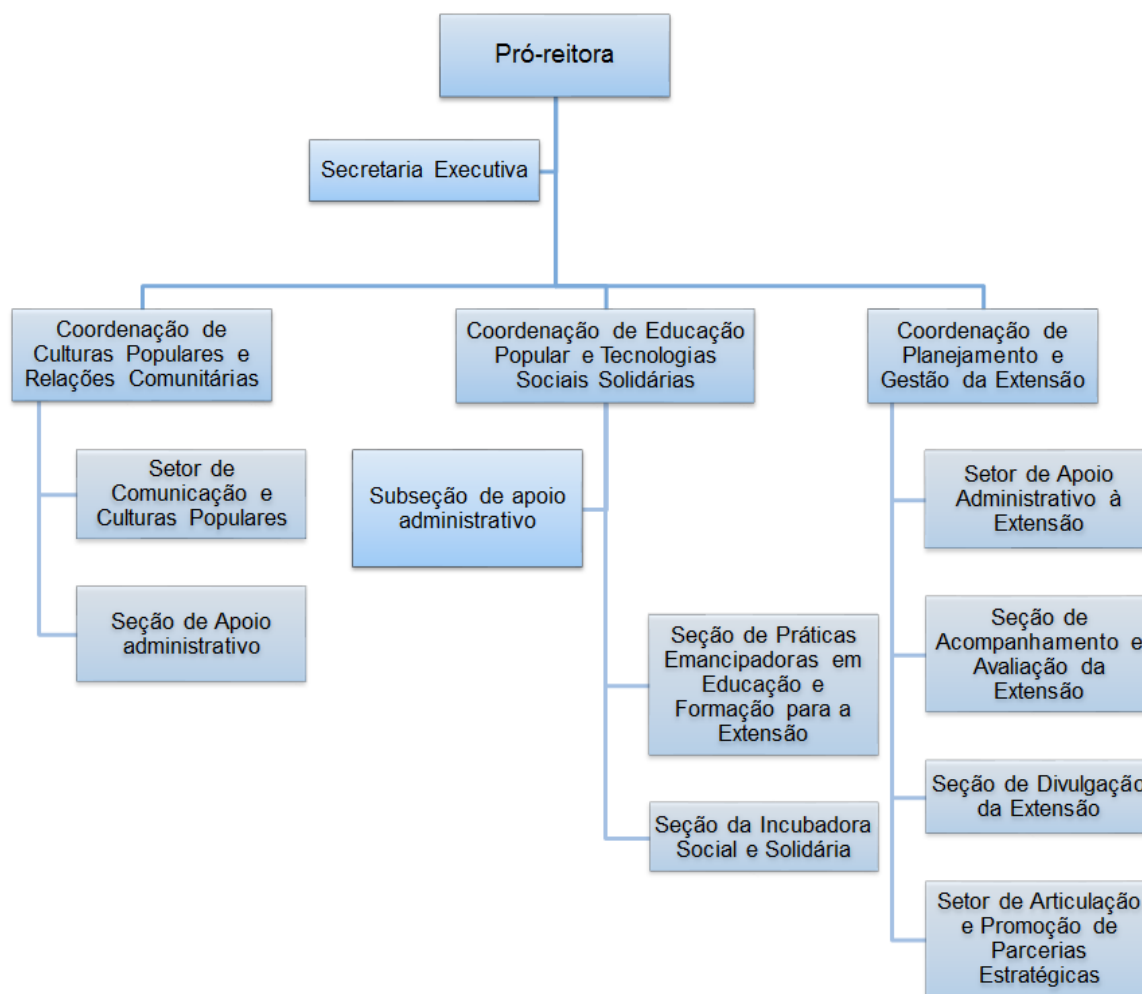 Pró-reitora
Secretaria Executiva
Coordenação de
Culturas Populares e
Relações Comunitárias
Setor de
Comunicação e
Culturas Populares
Seção de Apoio
administrativo
Coordenação de Educação
Popular e Tecnologias
Sociais Solidárias
Subseção de apoio
administrativo
Seção de Práticas
Emancipadoras em
Educação e
Formação para a
Extensão
Seção da Incubadora
Social e Solidária
Coordenação de
Planejamento e
Gestão da Extensão
Setor de Apoio
Administrativo à
Extensão
Seção de
Acompanhamento e
Avaliação da
Extensão
Seção de Divulgação
da Extensão
Setor de Articulação
e Promoção de
Parcerias
Estratégicas